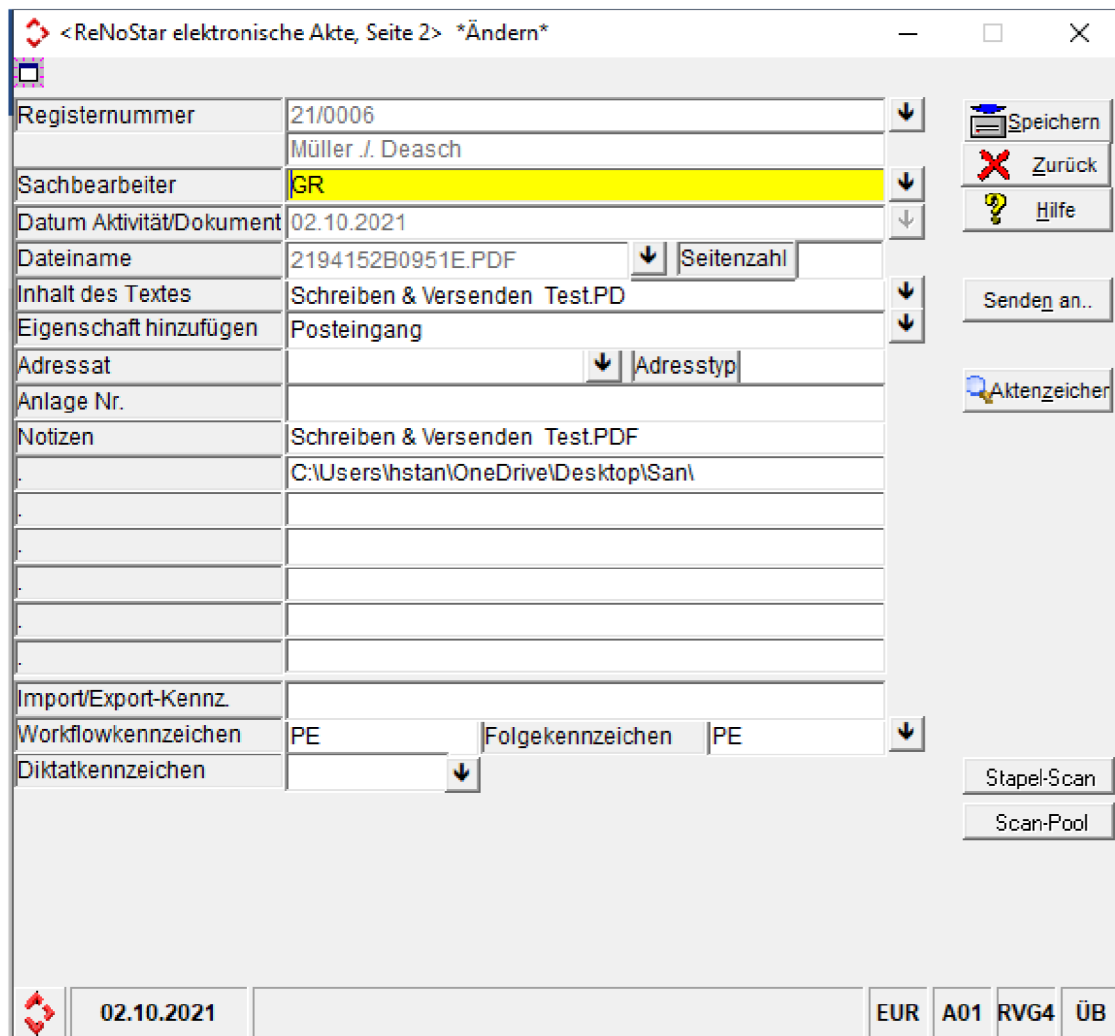 <ReNoStar elektronische Akte, Seite 2> *Ändern*
Registernummer 21/0006 Speichern
Müller ./. Deasch Zurück
Sachbearbeiter GR
Datum Aktivität/Dokument 02.10.2021 Hilfe
Dateiname 2194152B0951E.PDF Seitenzahl
Inhalt des Textes Schreiben & Versenden Test.PD Senden an..
Eigenschaft hinzufügen Posteingang
Adressat Adresstyp
Anlage Nr. Aktenzeicher
Notizen Schreiben & Versenden Test.PDF
. C:\Users\hstan\OneDrive\Desktop\San\
.
.
.
.
.
Import/Export-Kennz.
Workflowkennzeichen PE Folgekennzeichen PE
Diktatkennzeichen
Stapel-Scan
Scan-Pool
02.10.2021 EUR A01 RVG4 ÜB